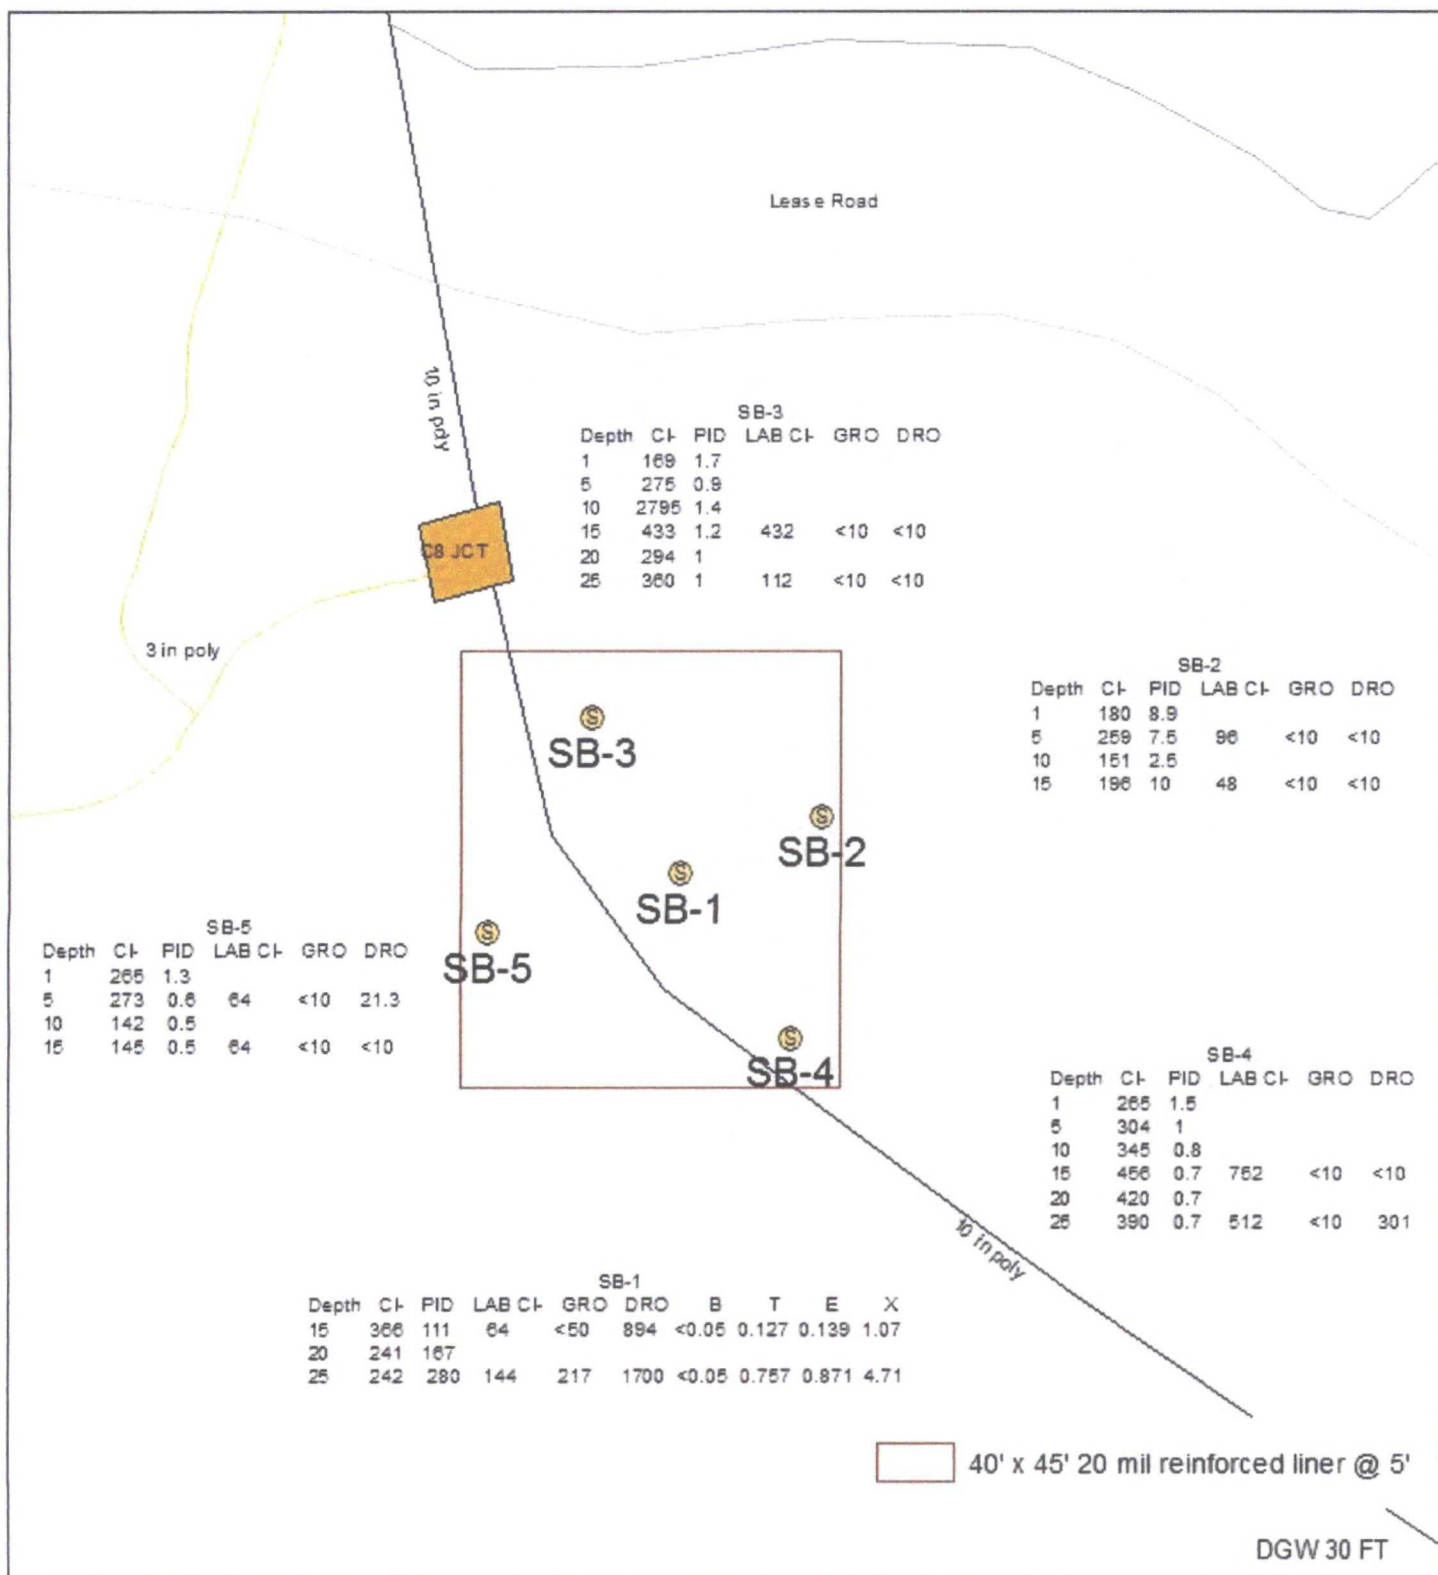 Lease Road
10 in poly
SB-3
Depth Cl- PID LAB Cl- GRO DRO
1 169 1.7
5 275 0.9
10 2795 1.4
15 433 1.2 432 <10 <10
20 294 1
25 360 1 112 <10 <10
C8 JCT
3 in poly
SB-2
Depth Cl- PID LAB Cl- GRO DRO
1 180 8.9
5 259 7.5 96 <10 <10
10 151 2.5
15 196 10 48 <10 <10
SB-3
SB-2
SB-1
SB-5
SB-4
SB-5
Depth Cl- PID LAB Cl- GRO DRO
1 265 1.3
5 273 0.6 64 <10 21.3
10 142 0.5
15 145 0.5 64 <10 <10
SB-4
Depth Cl- PID LAB Cl- GRO DRO
1 265 1.5
5 304 1
10 345 0.8
15 456 0.7 752 <10 <10
20 420 0.7
25 390 0.7 512 <10 301
10 in poly
SB-1
Depth Cl- PID LAB Cl- GRO DRO B T E X
15 366 111 64 <50 894 <0.05 0.127 0.139 1.07
20 241 167
25 242 280 144 217 1700 <0.05 0.757 0.871 4.71
40' x 45' 20 mil reinforced liner @ 5'
DGW 30 FT